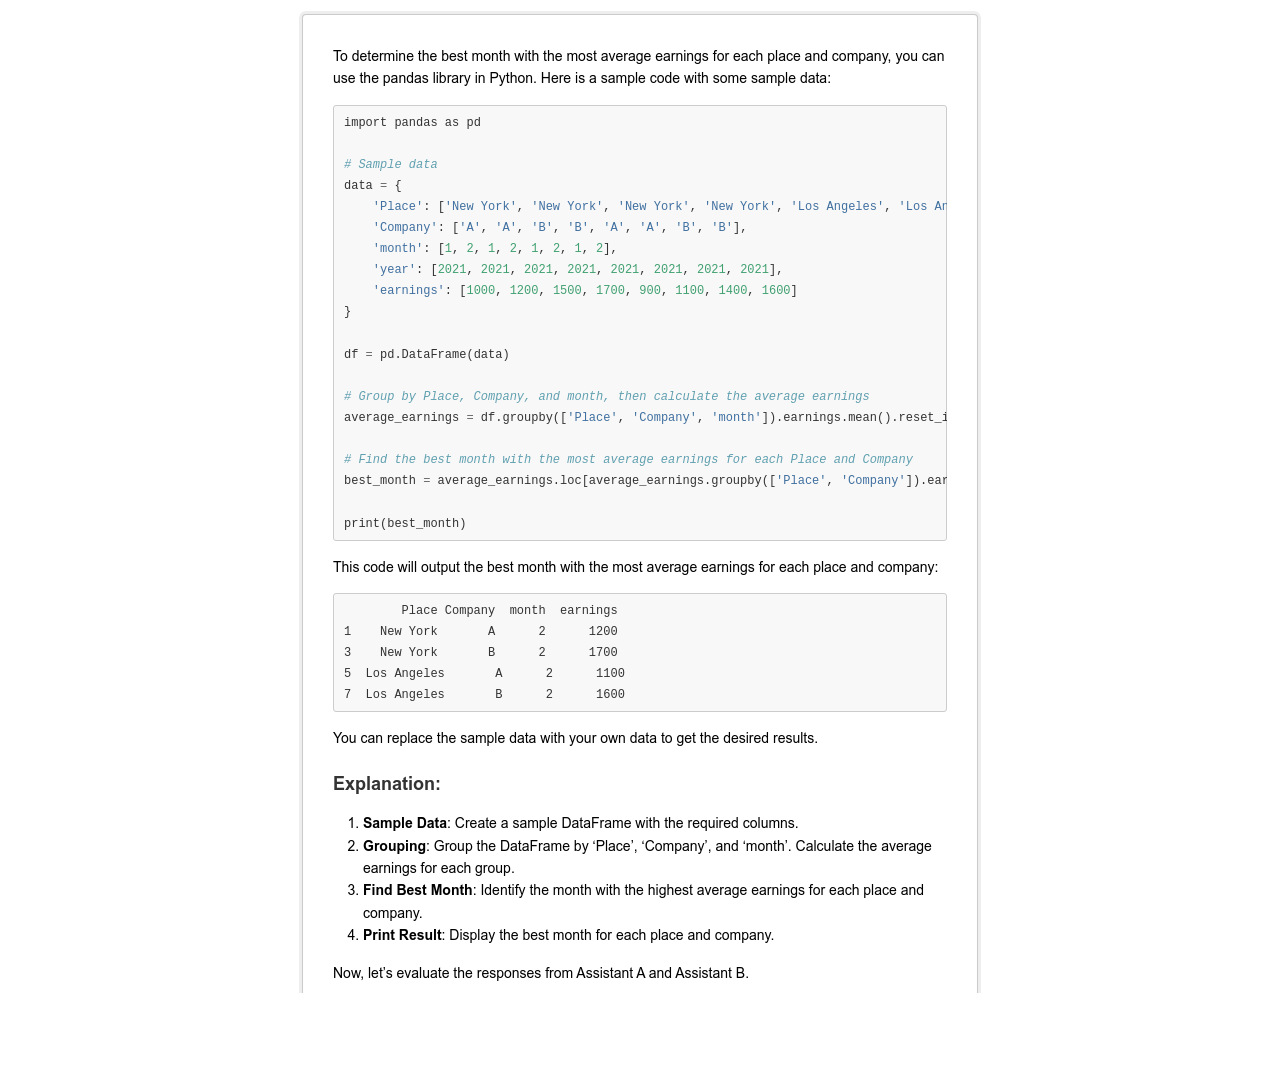 To determine the best month with the most average earnings for each place and company, you can
use the pandas library in Python. Here is a sample code with some sample data:
import pandas as pd
# Sample data
data = {
    'Place': ['New York', 'New York', 'New York', 'New York', 'Los Angeles', 'Los An
    'Company': ['A', 'A', 'B', 'B', 'A', 'A', 'B', 'B'],
    'month': [1, 2, 1, 2, 1, 2, 1, 2],
    'year': [2021, 2021, 2021, 2021, 2021, 2021, 2021, 2021],
    'earnings': [1000, 1200, 1500, 1700, 900, 1100, 1400, 1600]
}
df = pd.DataFrame(data)
# Group by Place, Company, and month, then calculate the average earnings
average_earnings = df.groupby(['Place', 'Company', 'month']).earnings.mean().reset_i
# Find the best month with the most average earnings for each Place and Company
best_month = average_earnings.loc[average_earnings.groupby(['Place', 'Company']).ear
print(best_month)
This code will output the best month with the most average earnings for each place and company:
        Place Company  month  earnings
1    New York       A      2      1200
3    New York       B      2      1700
5  Los Angeles       A      2      1100
7  Los Angeles       B      2      1600
You can replace the sample data with your own data to get the desired results.
Explanation:
1. Sample Data: Create a sample DataFrame with the required columns.
2. Grouping: Group the DataFrame by ‘Place’, ‘Company’, and ‘month’. Calculate the average
earnings for each group.
3. Find Best Month: Identify the month with the highest average earnings for each place and
company.
4. Print Result: Display the best month for each place and company.
Now, let’s evaluate the responses from Assistant A and Assistant B.